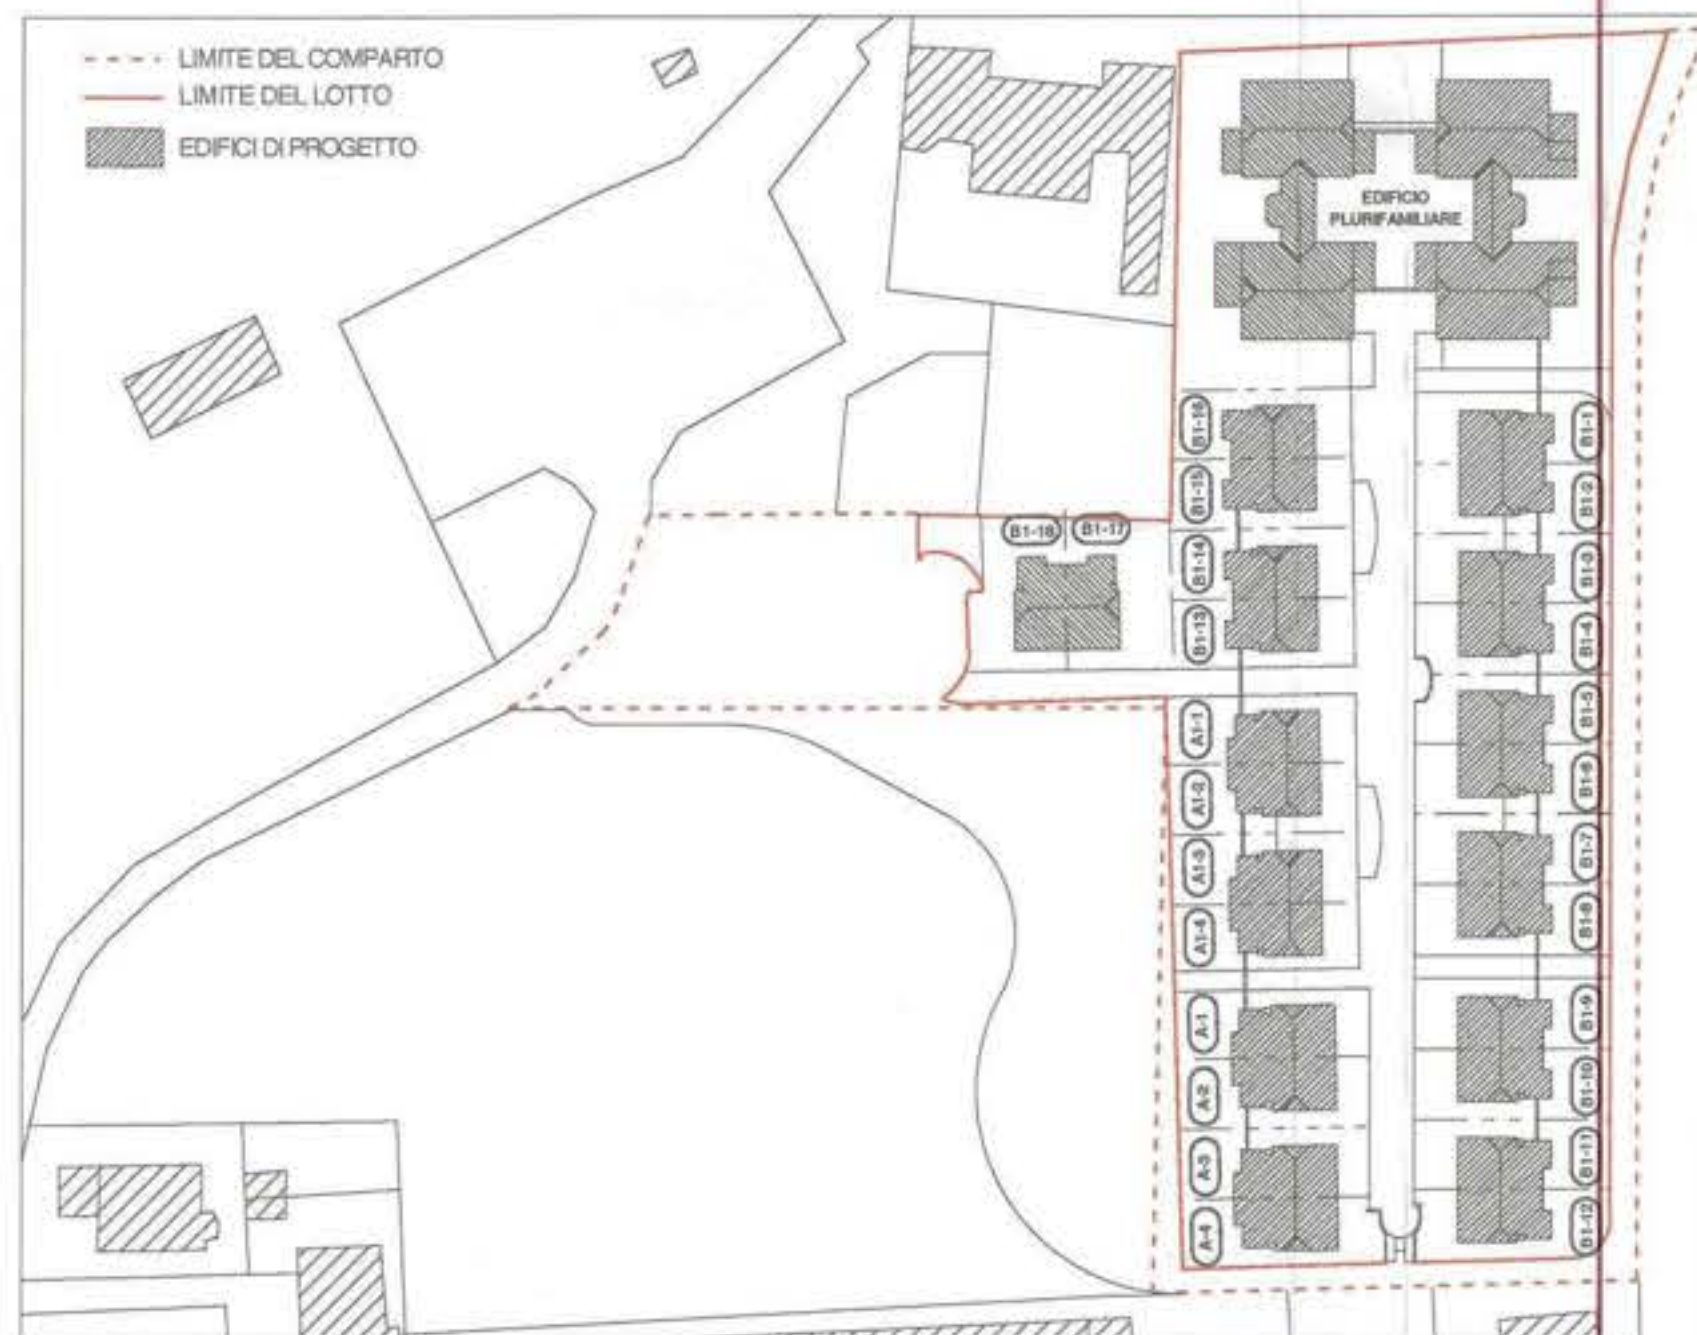 LIMITE DEL COMPARTO
LIMITE DEL LOTTO
EDIFICI DI PROGETTO
EDIFICIO
PLURIFAMILIARE
B1-16
B1-15
B1-14
B1-13
B1-18
B1-17
A1-1
A1-2
A1-3
A1-4
A-1
A-2
A-3
A-4
B1-1
B1-2
B1-3
B1-4
B1-5
B1-6
B1-7
B1-8
B1-9
B1-10
B1-11
B1-12